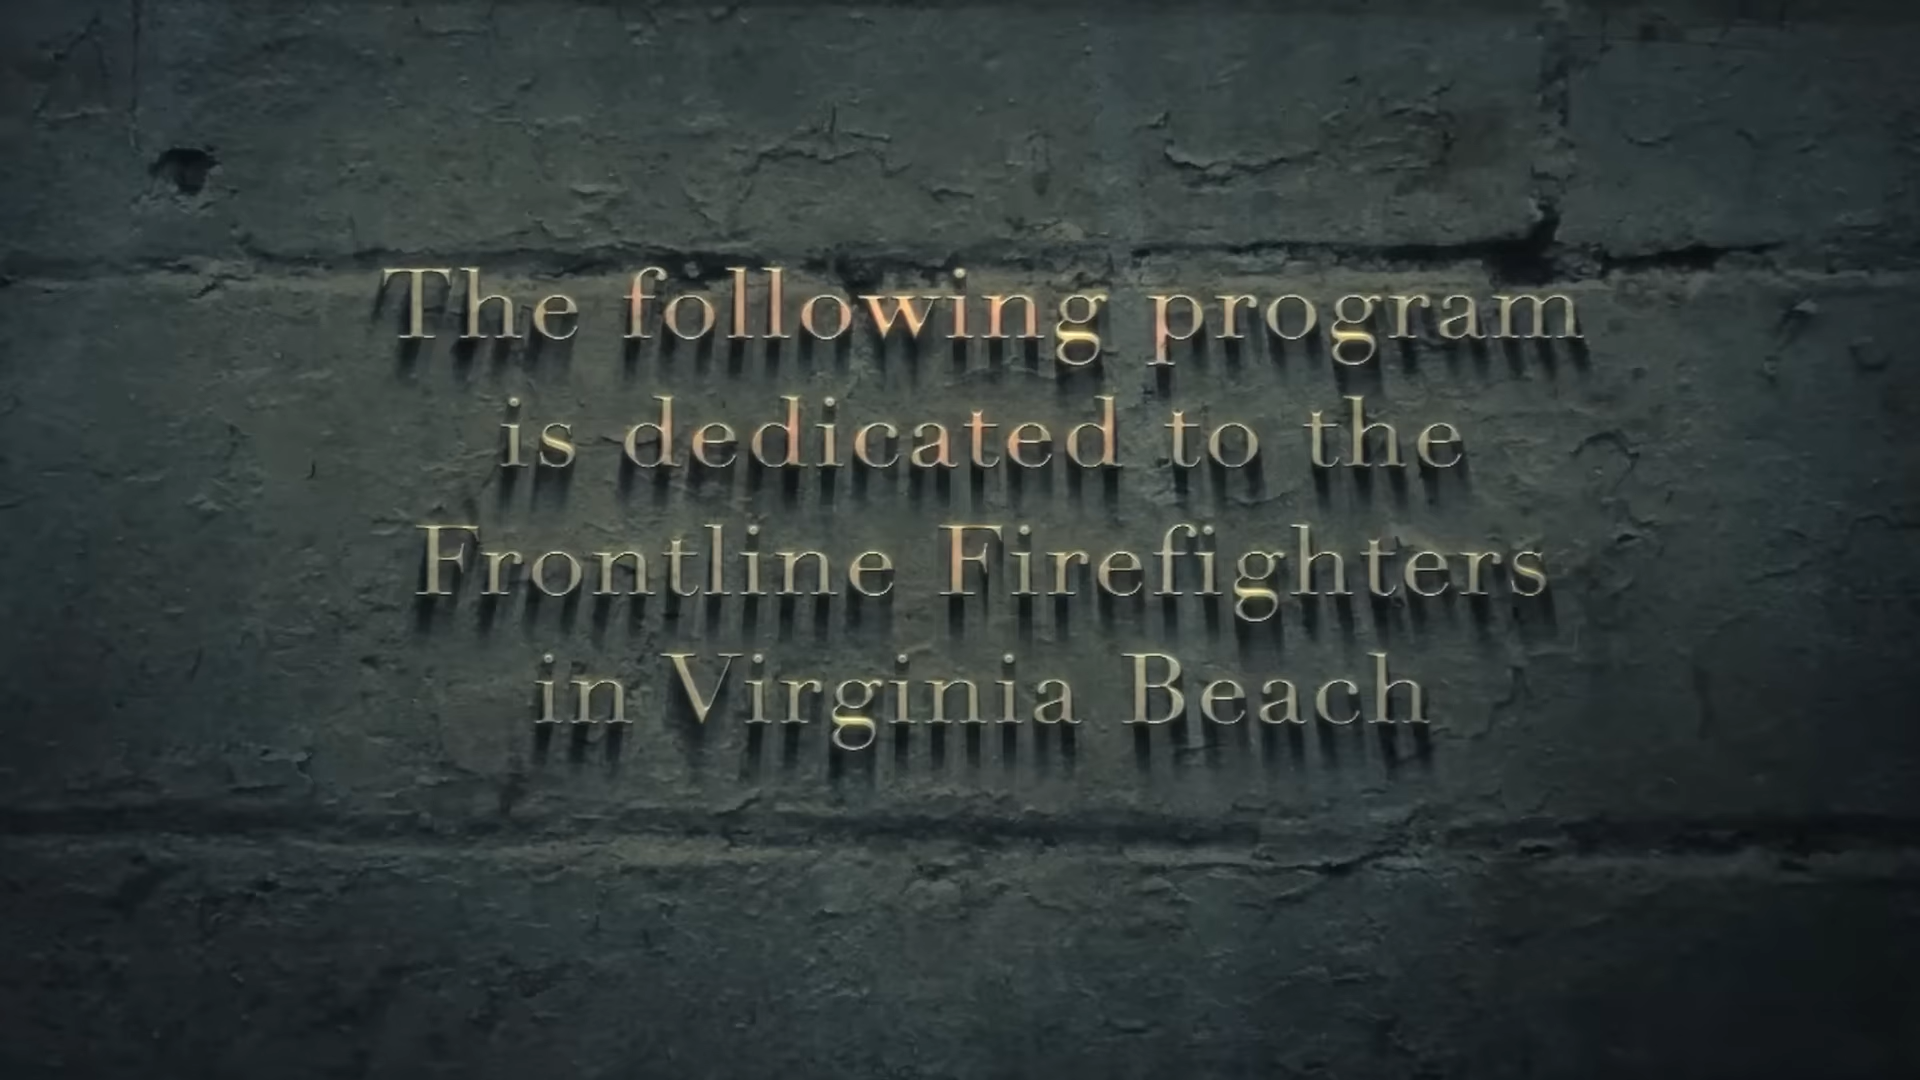 The following program
is dedicated to the
Frontline Firefighters
in Virginia Beach